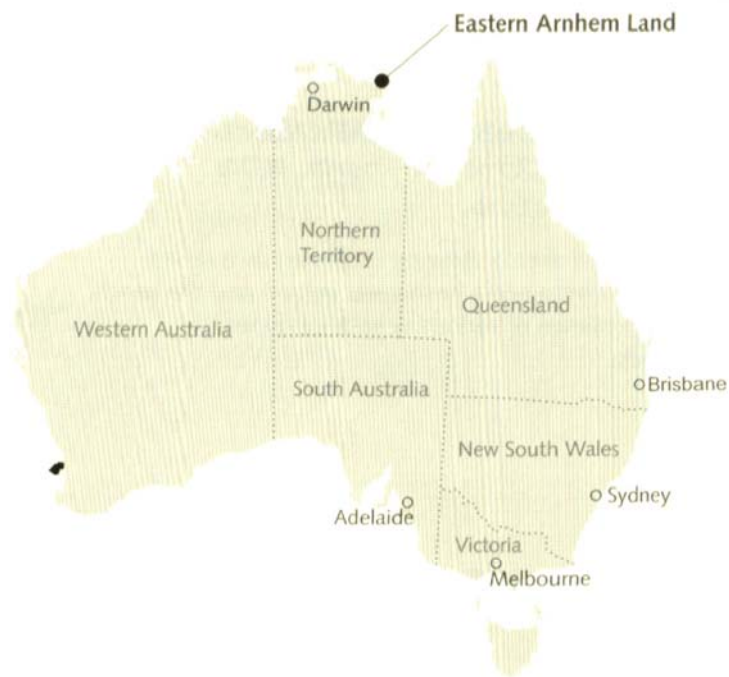 Eastern Arnhem Land
Darwin
Northern
Territory
Queensland
Western Australia
South Australia
Brisbane
New South Wales
Sydney
Adelaide
Victoria
Melbourne